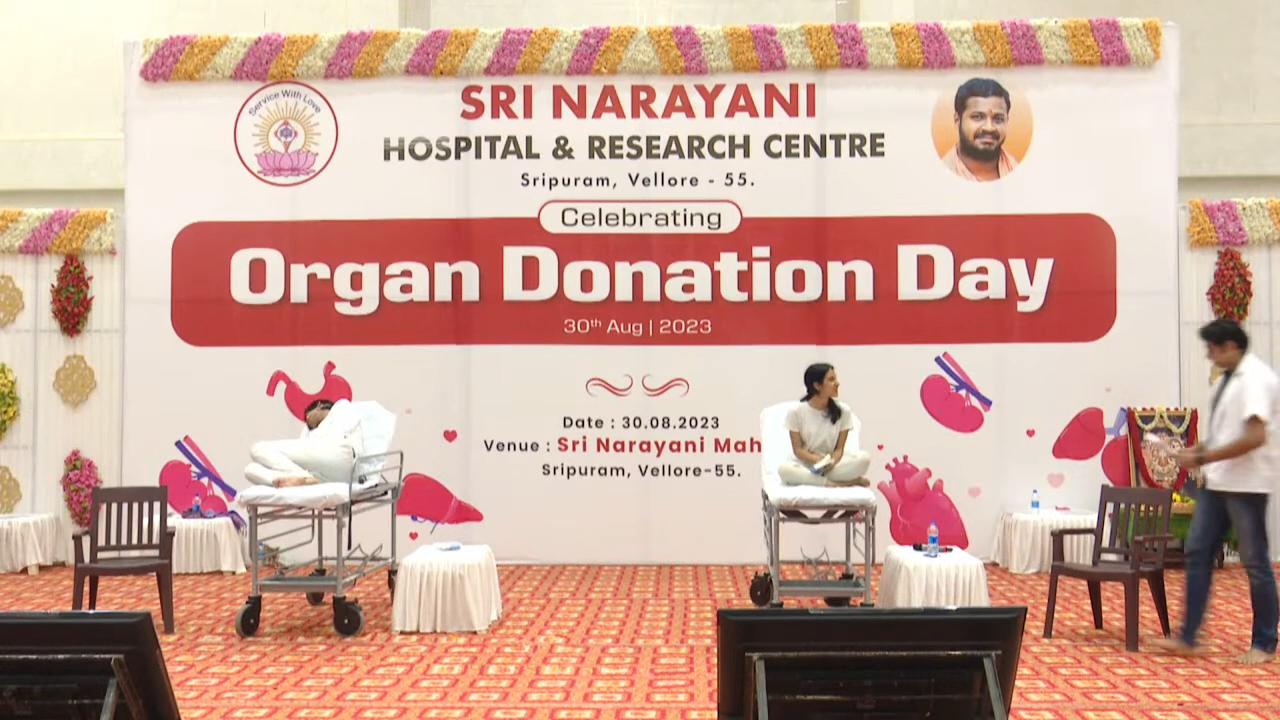 Service With Love
SRI NARAYANI
HOSPITAL & RESEARCH CENTRE
Sripuram, Vellore - 55.
Celebrating
Organ Donation Day
30th Aug | 2023
Date : 30.08.2023
Venue : Sri Narayani Mah
Sripuram, Vellore-55.